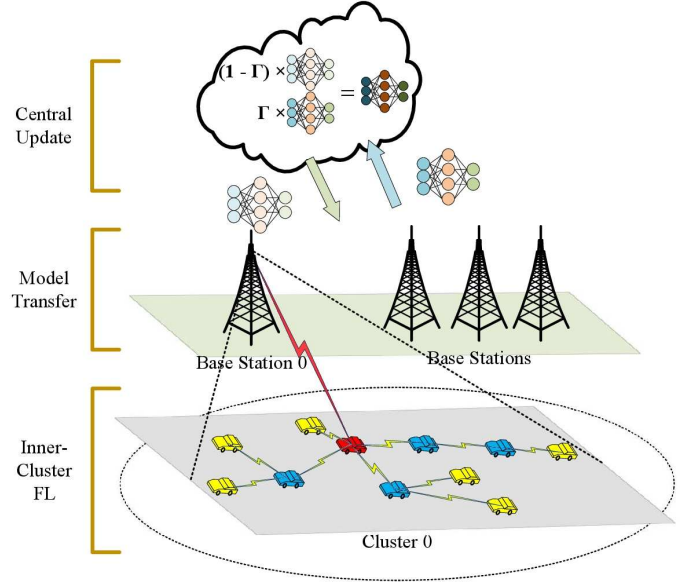 (1 - Γ) ×
Γ ×
=
Central
Update
Model
Transfer
Base Station 0
Base Stations
Inner-
Cluster
FL
Cluster 0